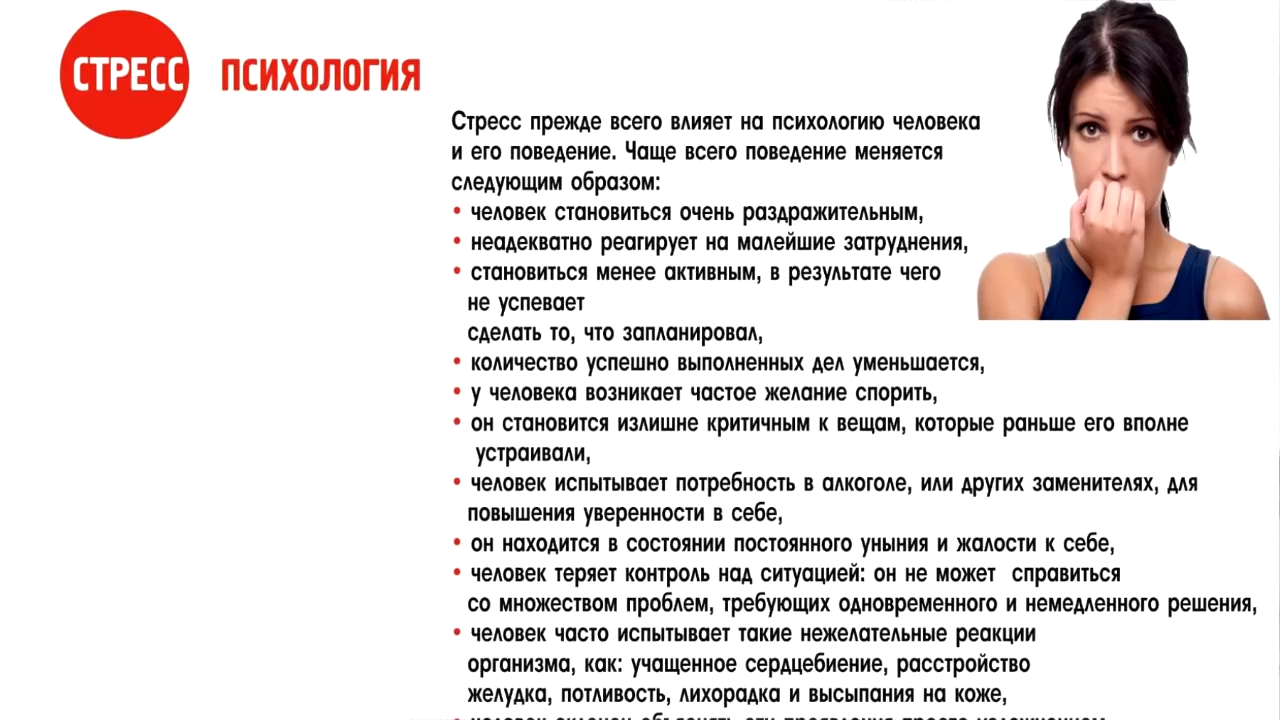 СТРЕСС ПСИХОЛОГИЯ
Стресс прежде всего влияет на психологию человека
и его поведение. Чаще всего поведение меняется
следующим образом:
• человек становиться очень раздражительным,
• неадекватно реагирует на малейшие затруднения,
• становиться менее активным, в результате чего
не успевает
сделать то, что запланировал,
• количество успешно выполненных дел уменьшается,
• у человека возникает частое желание спорить,
• он становится излишне критичным к вещам, которые раньше его вполне
устраивали,
• человек испытывает потребность в алкоголе, или других заменителях, для
повышения уверенности в себе,
• он находится в состоянии постоянного уныния и жалости к себе,
• человек теряет контроль над ситуацией: он не может справиться
со множеством проблем, требующих одновременного и немедленного решения,
• человек часто испытывает такие нежелательные реакции
организма, как: учащенное сердцебиение, расстройство
желудка, потливость, лихорадка и высыпания на коже,